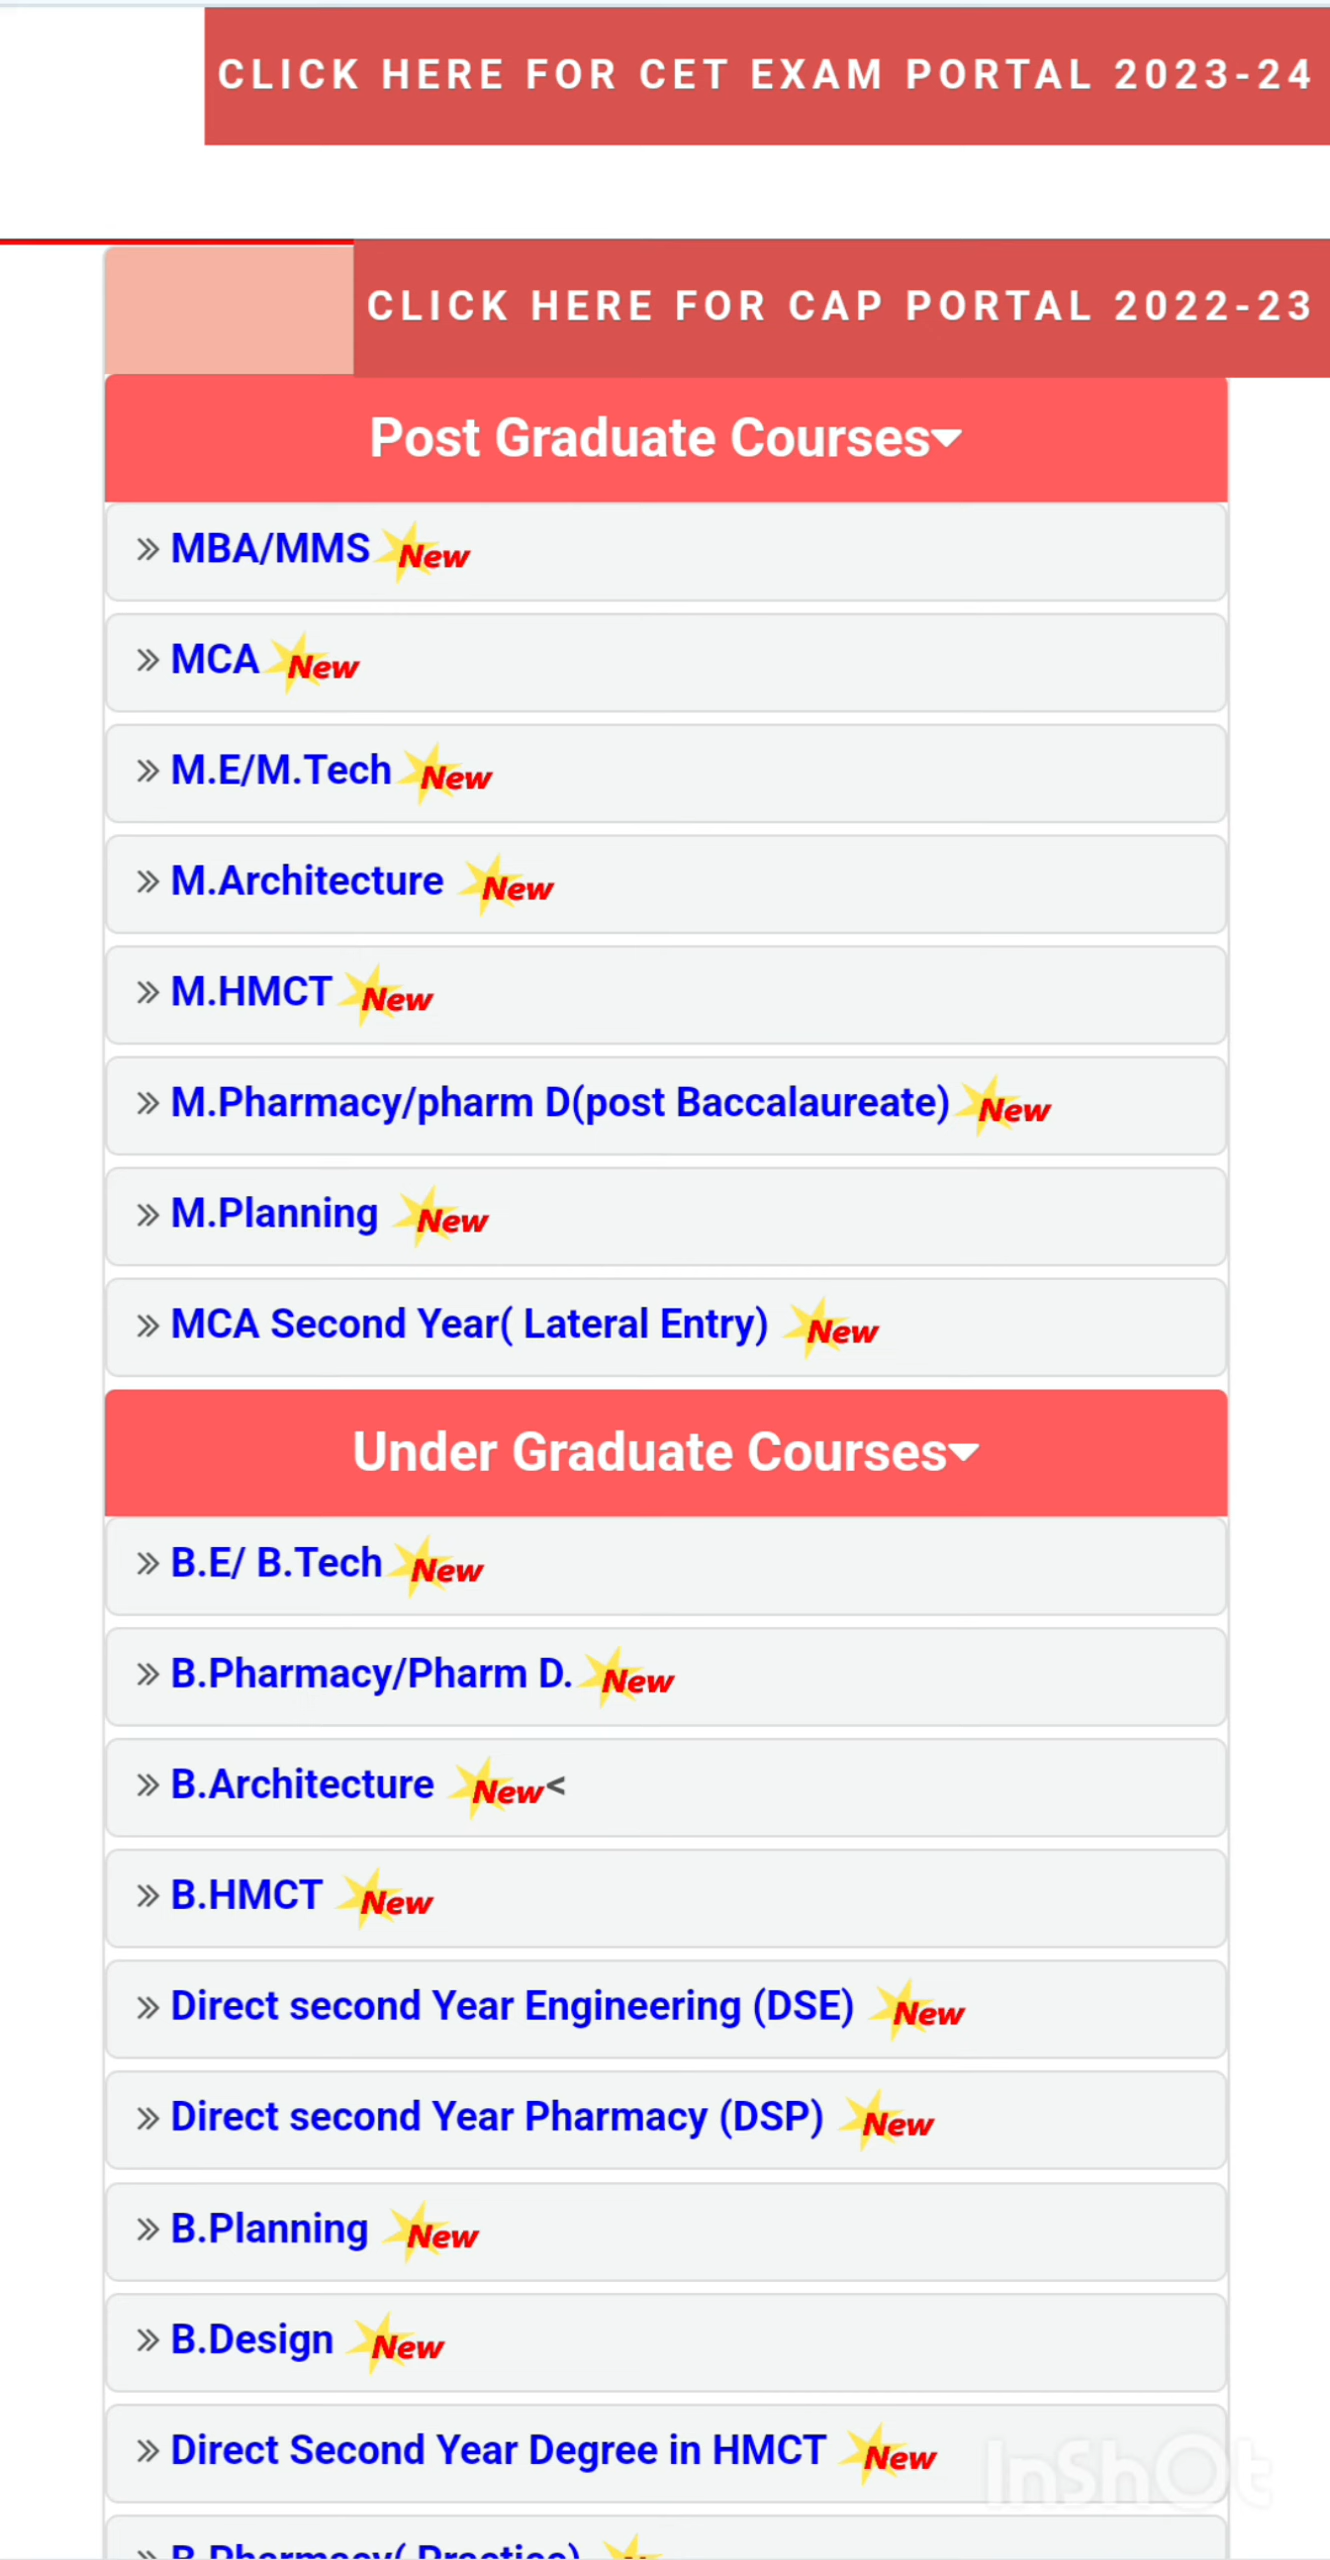 CLICK HERE FOR CET EXAM PORTAL 2023-24
CLICK HERE FOR CAP PORTAL 2022-23
Post Graduate Courses
» MBA/MMS New
» MCA New
» M.E/M.Tech New
» M.Architecture New
» M.HMCT New
» M.Pharmacy/pharm D(post Baccalaureate) New
» M.Planning New
» MCA Second Year( Lateral Entry) New
Under Graduate Courses
» B.E/ B.Tech New
» B.Pharmacy/Pharm D. New
» B.Architecture New<
» B.HMCT New
» Direct second Year Engineering (DSE) New
» Direct second Year Pharmacy (DSP) New
» B.Planning New
» B.Design New
» Direct Second Year Degree in HMCT New
InShOt
» B.Pharmacy( Practice)